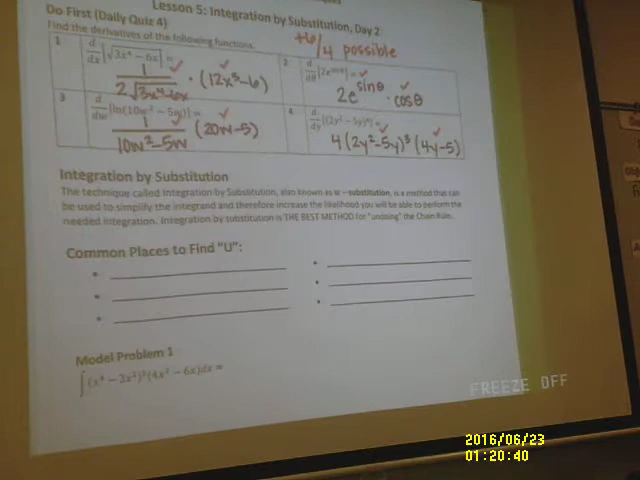 Lesson 5: Integration by Substitution, Day 2
Do First (Daily Quiz 4)
Find the derivatives of the following functions.
+6/4 possible
1
d/dx [√(3x⁴ − 6x)] =
1 / 2√(3x⁴−6x) · (12x³−6)
2
d/dθ [2e^(sinθ)] =
2e^(sinθ) · cosθ
3
d/dw [ln(10w² − 5w)] =
1 / 10w²−5w (20w−5)
4
d/dy [(2y² − 5y)⁴] =
4(2y²−5y)³(4y−5)
Integration by Substitution
The technique called Integration by Substitution, also known as u – substitution, is a method that can
be used to simplify the integrand and therefore increase the likelihood you will be able to perform the
needed integration. Integration by substitution is THE BEST METHOD for "undoing" the Chain Rule.
Common Places to Find "U":
Model Problem 1
∫(x⁴ − 3x²)³(4x³ − 6x)dx =
FREEZE OFF
2016/06/23
01:20:40